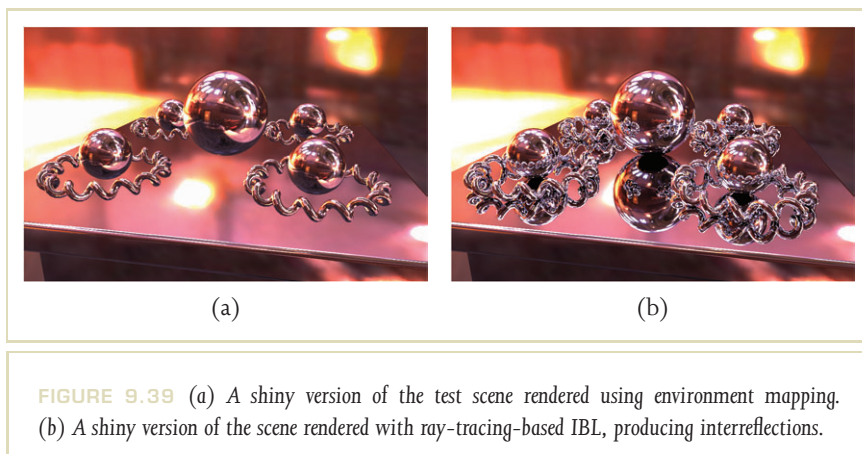 (a)
(b)
FIGURE 9.39 (a) A shiny version of the test scene rendered using environment mapping.
(b) A shiny version of the scene rendered with ray-tracing-based IBL, producing interreflections.